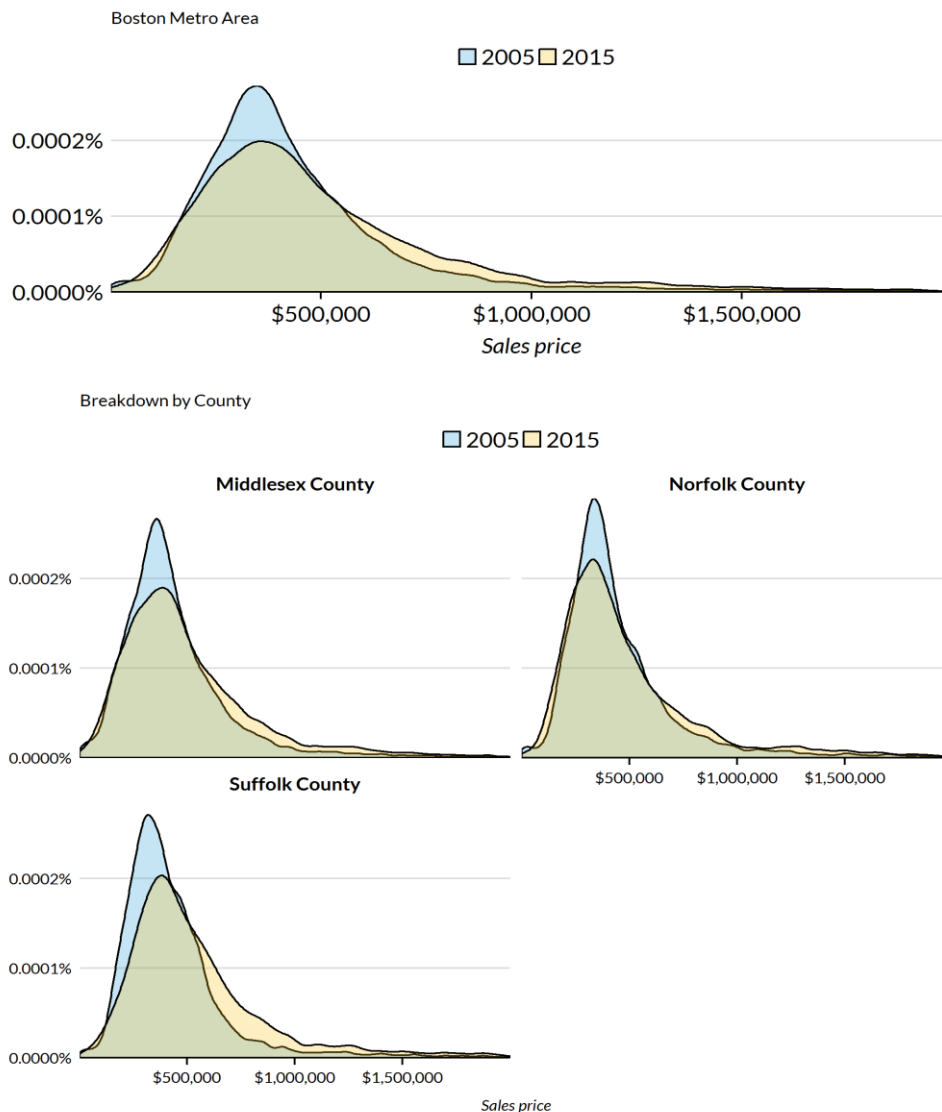 Boston Metro Area
2005 2015
0.0002%
0.0001%
0.0000%
$500,000 $1,000,000 $1,500,000
Sales price
Breakdown by County
2005 2015
Middlesex County Norfolk County
0.0002%
0.0001%
0.0000%
$500,000 $1,000,000 $1,500,000
Suffolk County
0.0002%
0.0001%
0.0000%
$500,000 $1,000,000 $1,500,000
Sales price